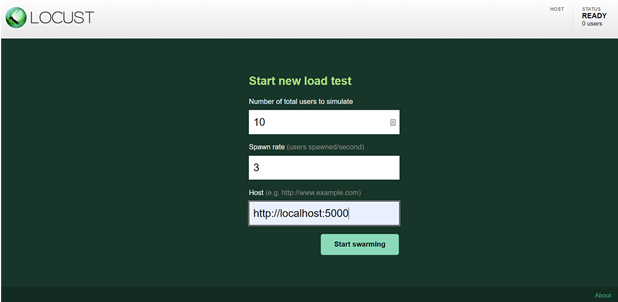 LOCUST
HOST
STATUS
READY
0 users
Start new load test
Number of total users to simulate
10
Spawn rate (users spawned/second)
3
Host (e.g. http://www.example.com)
http://localhost:5000
Start swarming
About